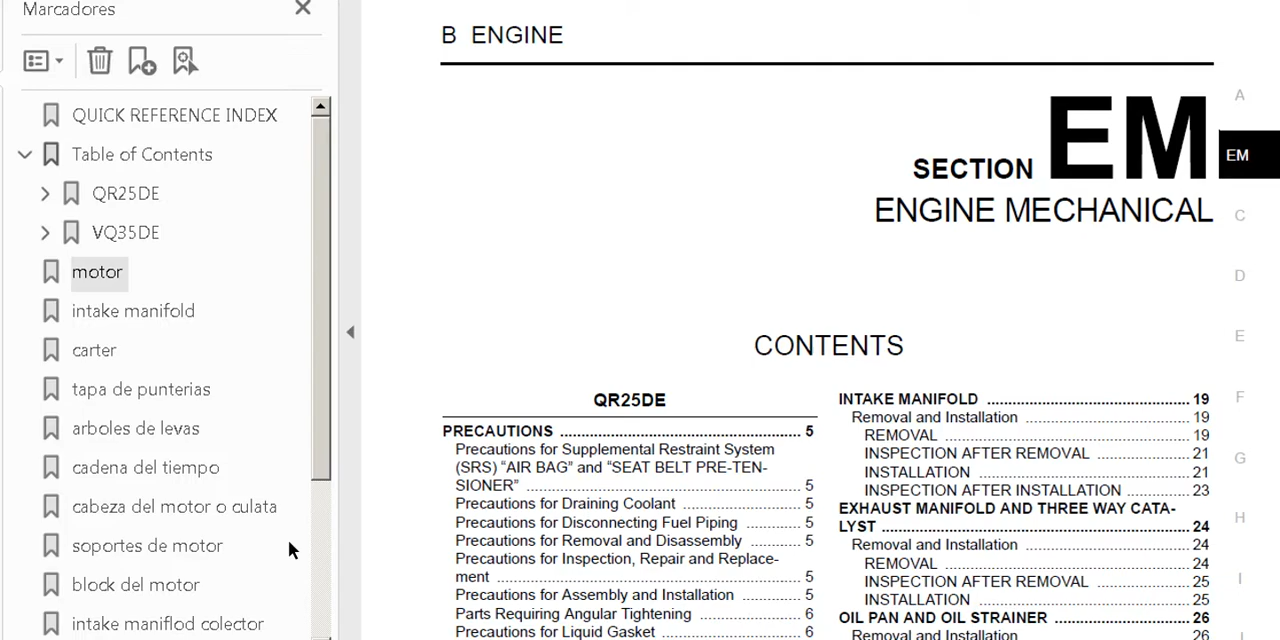 Marcadores
QUICK REFERENCE INDEX
Table of Contents
QR25DE
VQ35DE
motor
intake manifold
carter
tapa de punterias
arboles de levas
cadena del tiempo
cabeza del motor o culata
soportes de motor
block del motor
intake maniflod colector
B ENGINE
SECTION EM
ENGINE MECHANICAL
CONTENTS
QR25DE
PRECAUTIONS ........................................................ 5
Precautions for Supplemental Restraint System
(SRS) “AIR BAG” and “SEAT BELT PRE-TEN-
SIONER” ................................................................ 5
Precautions for Draining Coolant ............................ 5
Precautions for Disconnecting Fuel Piping ............. 5
Precautions for Removal and Disassembly ............ 5
Precautions for Inspection, Repair and Replace-
ment ........................................................................ 5
Precautions for Assembly and Installation .............. 5
Parts Requiring Angular Tightening ........................ 6
Precautions for Liquid Gasket ................................. 6
INTAKE MANIFOLD ............................................... 19
Removal and Installation ....................................... 19
REMOVAL .......................................................... 19
INSPECTION AFTER REMOVAL ....................... 21
INSTALLATION ................................................... 21
INSPECTION AFTER INSTALLATION ............... 23
EXHAUST MANIFOLD AND THREE WAY CATA-
LYST ...................................................................... 24
Removal and Installation ....................................... 24
REMOVAL .......................................................... 24
INSPECTION AFTER REMOVAL ....................... 25
INSTALLATION ................................................... 25
OIL PAN AND OIL STRAINER ............................... 26
Removal and Installation ....................................... 26
A
EM
C
D
E
F
G
H
I